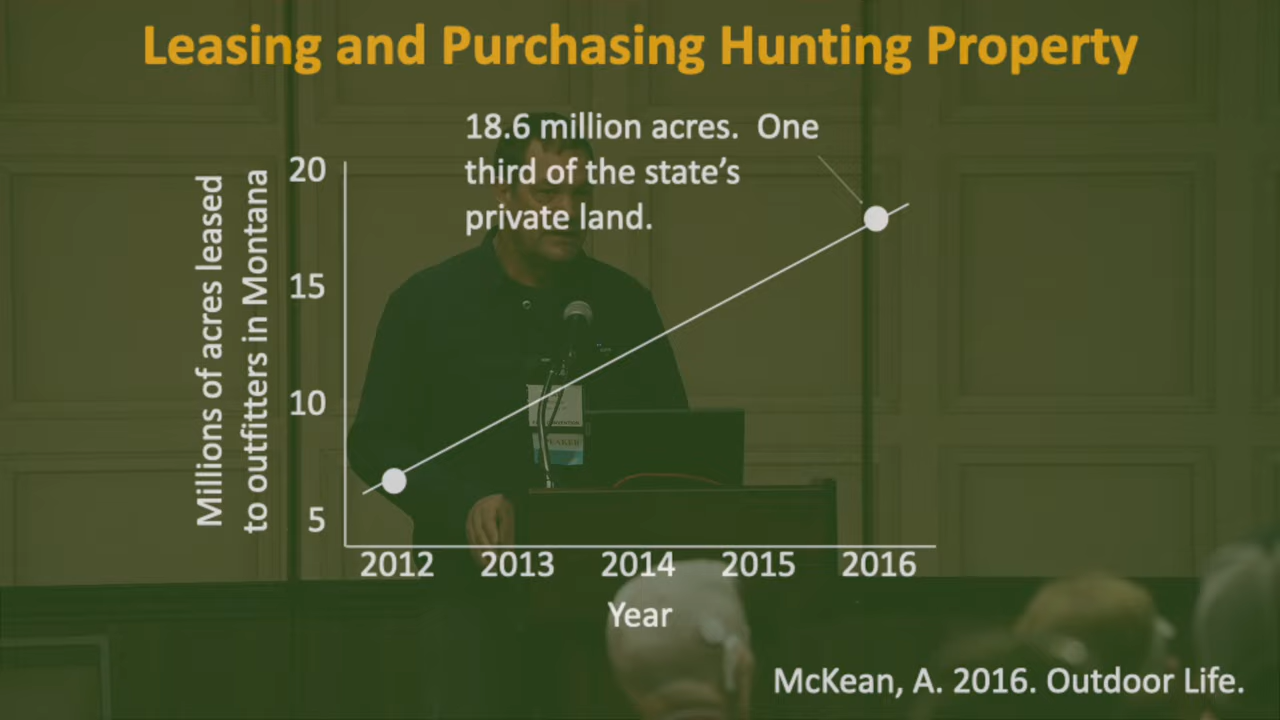 Leasing and Purchasing Hunting Property
18.6 million acres.  One
third of the state’s
private land.
Millions of acres leased
to outfitters in Montana
20
15
10
5
2012 2013 2014 2015 2016
Year
McKean, A. 2016. Outdoor Life.